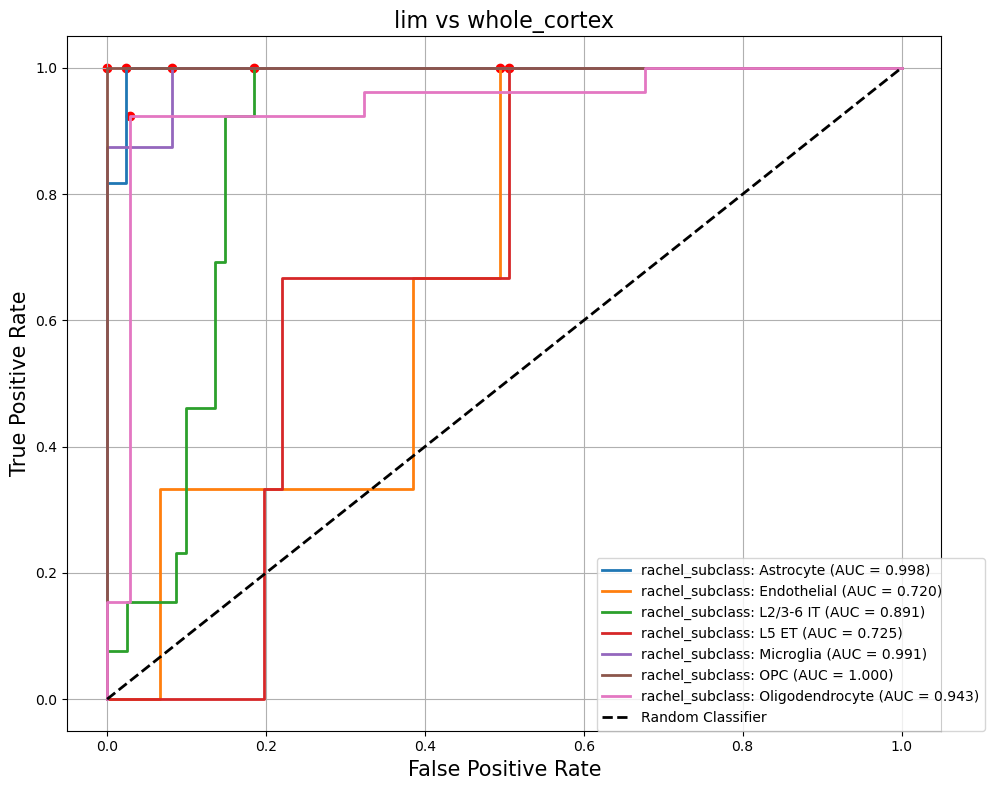 lim vs whole_cortex
True Positive Rate
1.0
0.8
0.6
0.4
0.2
0.0
0.0
0.2
0.4
0.6
0.8
1.0
False Positive Rate
rachel_subclass: Astrocyte (AUC = 0.998)
rachel_subclass: Endothelial (AUC = 0.720)
rachel_subclass: L2/3-6 IT (AUC = 0.891)
rachel_subclass: L5 ET (AUC = 0.725)
rachel_subclass: Microglia (AUC = 0.991)
rachel_subclass: OPC (AUC = 1.000)
rachel_subclass: Oligodendrocyte (AUC = 0.943)
Random Classifier